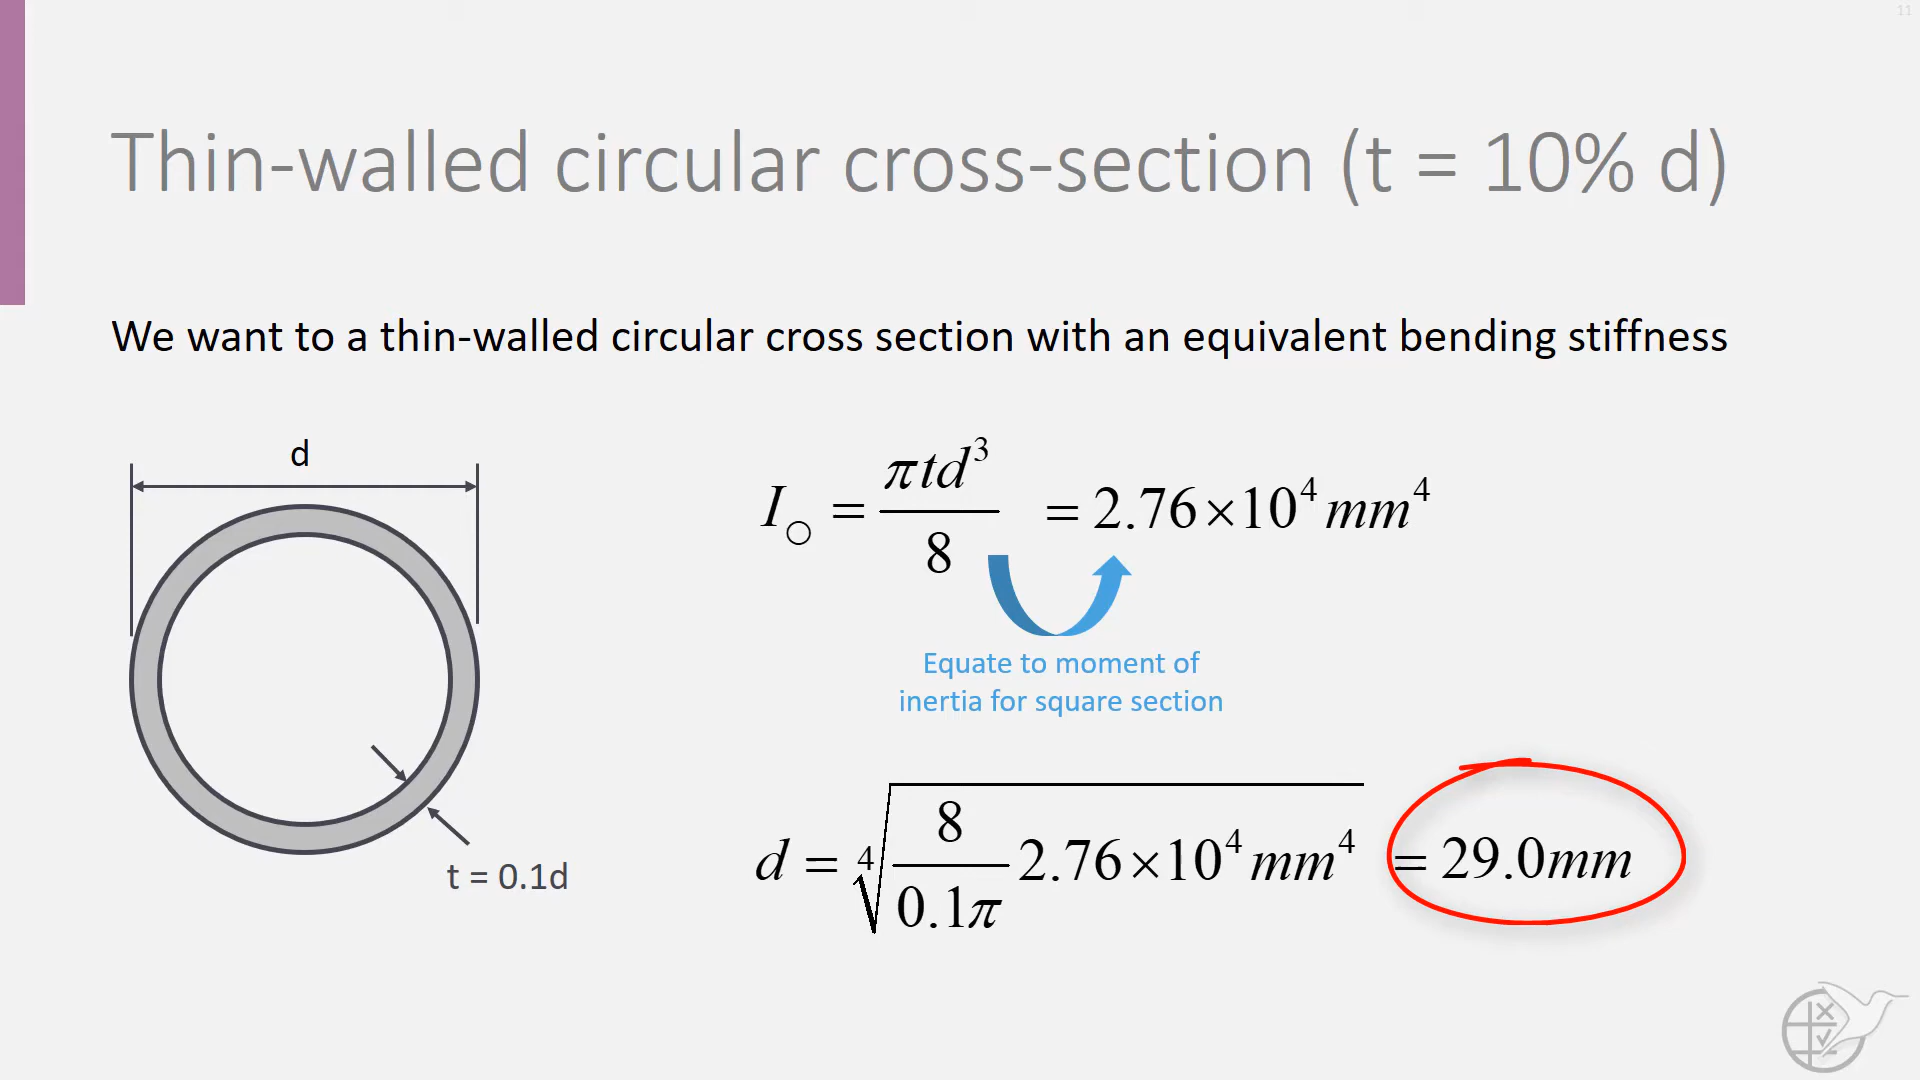 11
Thin-walled circular cross-section (t = 10% d)
We want to a thin-walled circular cross section with an equivalent bending stiffness
d
t = 0.1d
I○ = πtd³/8 = 2.76×10⁴ mm⁴
Equate to moment of
inertia for square section
d = ⁴√(8/0.1π 2.76×10⁴ mm⁴) = 29.0mm